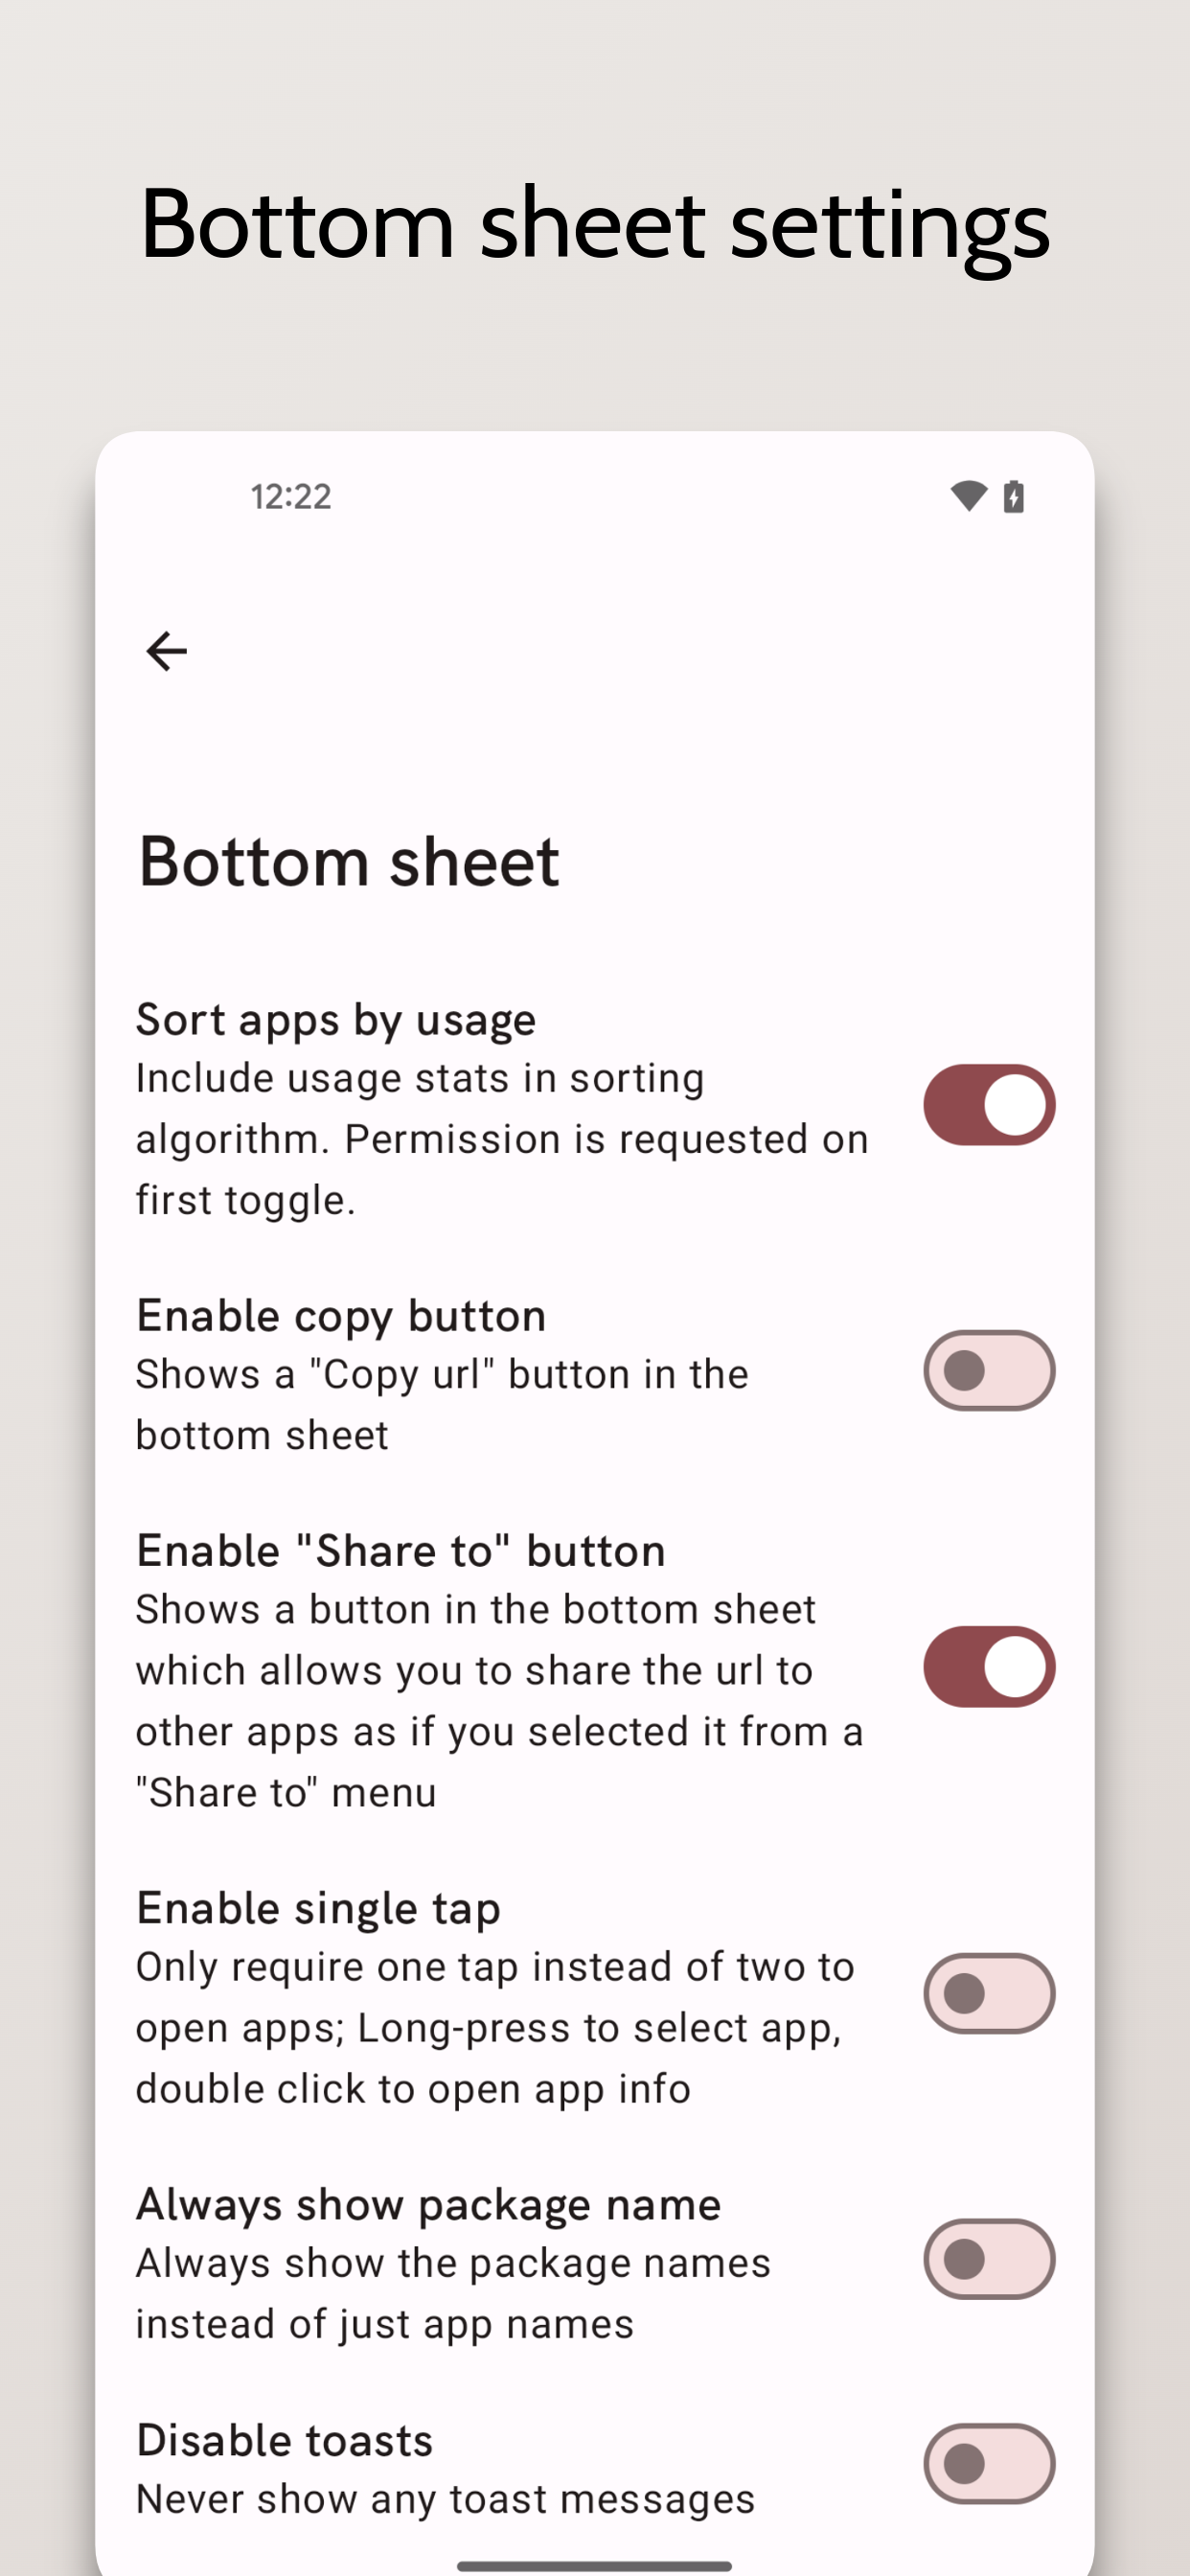 Bottom sheet settings
12:22
Bottom sheet
Sort apps by usage
Include usage stats in sorting
algorithm. Permission is requested on
first toggle.
Enable copy button
Shows a "Copy url" button in the
bottom sheet
Enable "Share to" button
Shows a button in the bottom sheet
which allows you to share the url to
other apps as if you selected it from a
"Share to" menu
Enable single tap
Only require one tap instead of two to
open apps; Long-press to select app,
double click to open app info
Always show package name
Always show the package names
instead of just app names
Disable toasts
Never show any toast messages